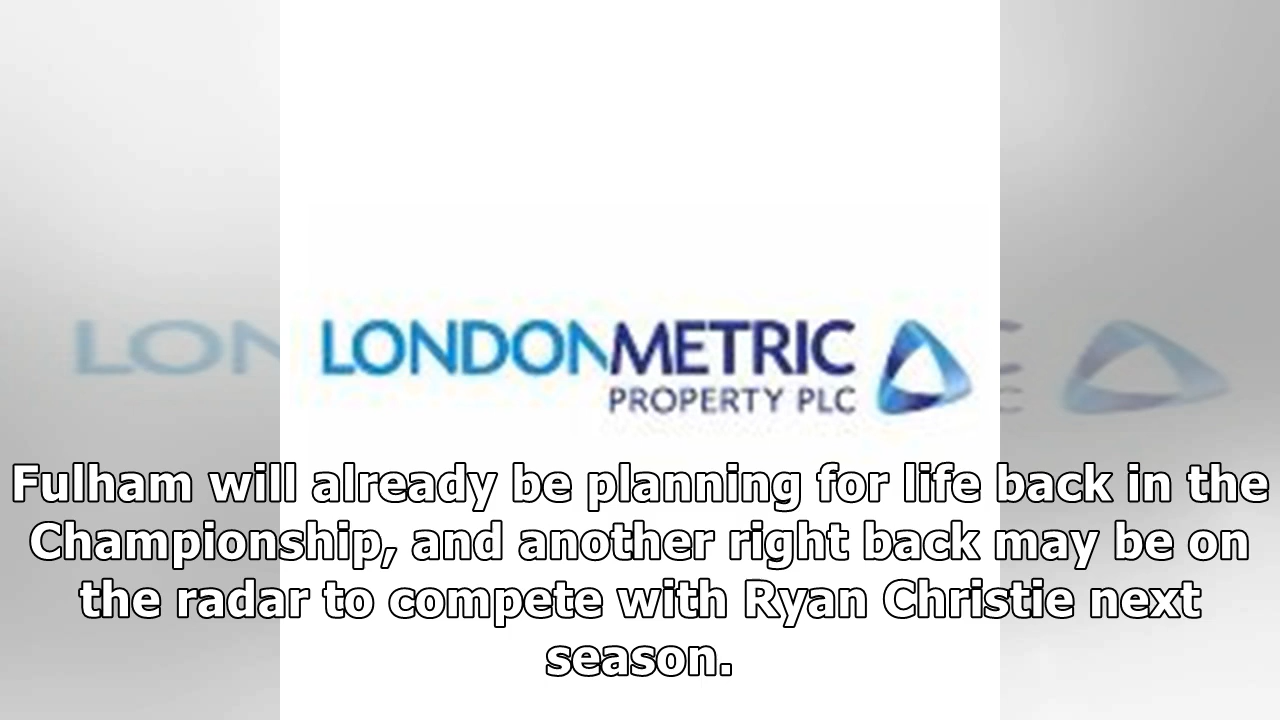 LONDONMETRIC
PROPERTY PLC
LON
C
C
Fulham will already be planning for life back in the
Championship, and another right back may be on
the radar to compete with Ryan Christie next
season.